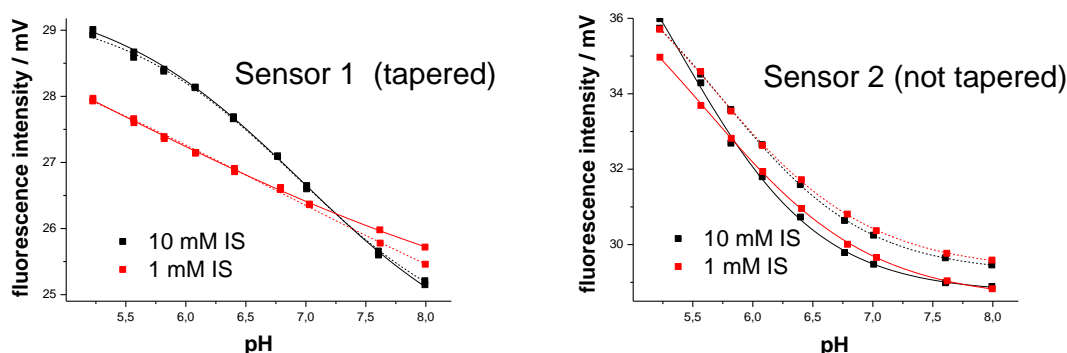 fluorescence intensity / mV
29
28
27
26
25
Sensor 1 (tapered)
10 mM IS
1 mM IS
5,5 6,0 6,5 7,0 7,5 8,0
pH
fluorescence intensity / mV
36
34
32
30
Sensor 2 (not tapered)
10 mM IS
1 mM IS
5,5 6,0 6,5 7,0 7,5 8,0
pH